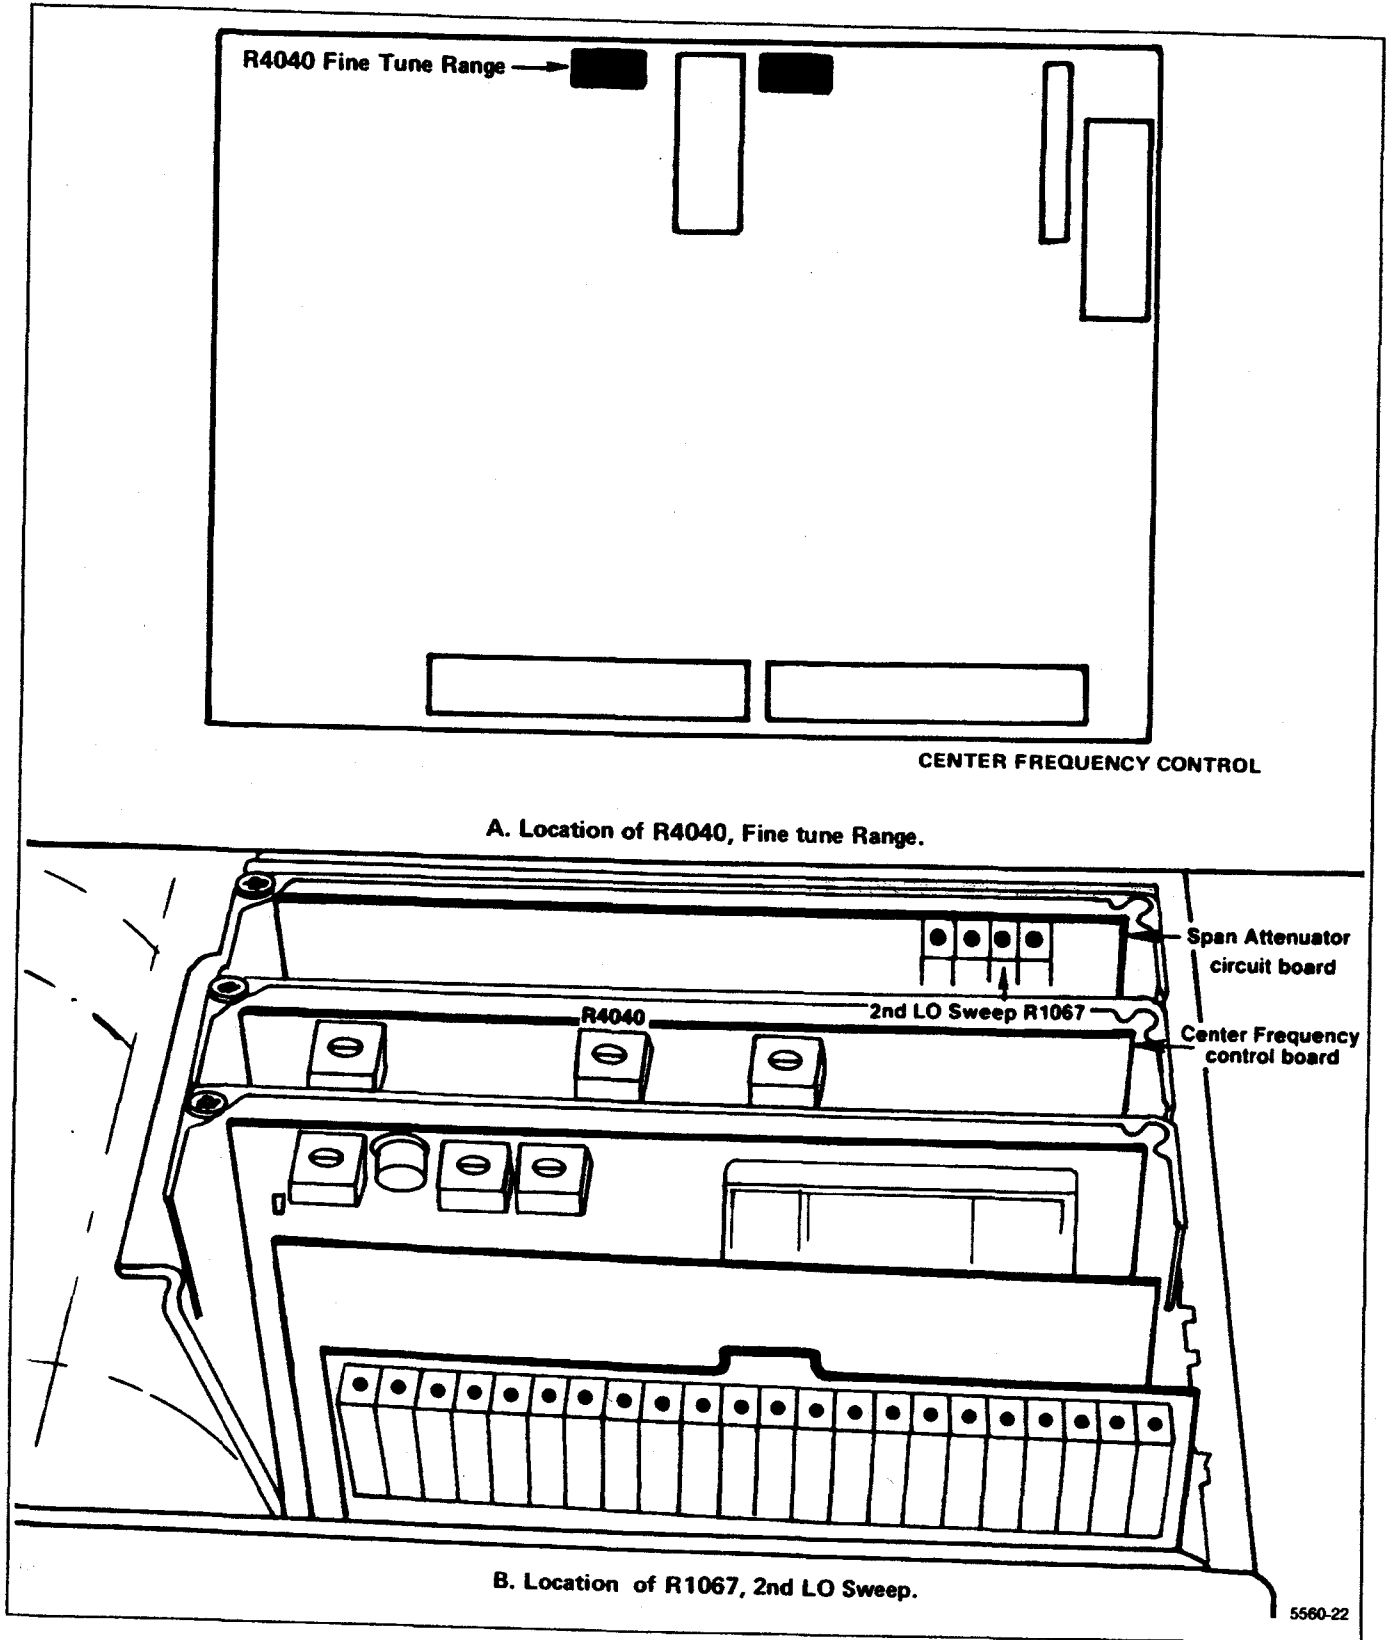 R4040 Fine Tune Range
CENTER FREQUENCY CONTROL
A. Location of R4040, Fine tune Range.
Span Attenuator
circuit board
2nd LO Sweep R1067
R4040
Center Frequency
control board
B. Location of R1067, 2nd LO Sweep.
5560-22